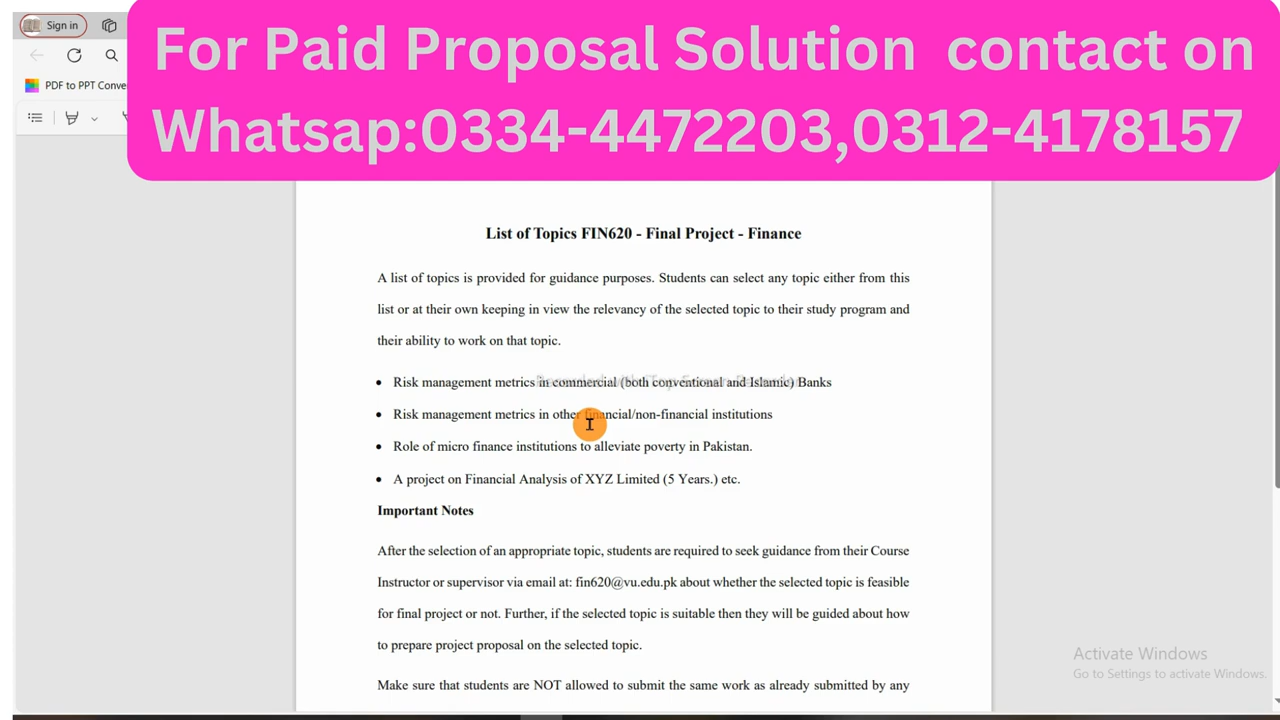 For Paid Proposal Solution contact on
Whatsap:0334-4472203,0312-4178157
Sign in
PDF to PPT Conve
List of Topics FIN620 - Final Project - Finance
A list of topics is provided for guidance purposes. Students can select any topic either from this
list or at their own keeping in view the relevancy of the selected topic to their study program and
their ability to work on that topic.
• Risk management metrics in commercial (both conventional and Islamic) Banks
• Risk management metrics in other financial/non-financial institutions
• Role of micro finance institutions to alleviate poverty in Pakistan.
• A project on Financial Analysis of XYZ Limited (5 Years.) etc.
Important Notes
After the selection of an appropriate topic, students are required to seek guidance from their Course
Instructor or supervisor via email at: fin620@vu.edu.pk about whether the selected topic is feasible
for final project or not. Further, if the selected topic is suitable then they will be guided about how
to prepare project proposal on the selected topic.
Make sure that students are NOT allowed to submit the same work as already submitted by any
Activate Windows
Go to Settings to activate Windows.